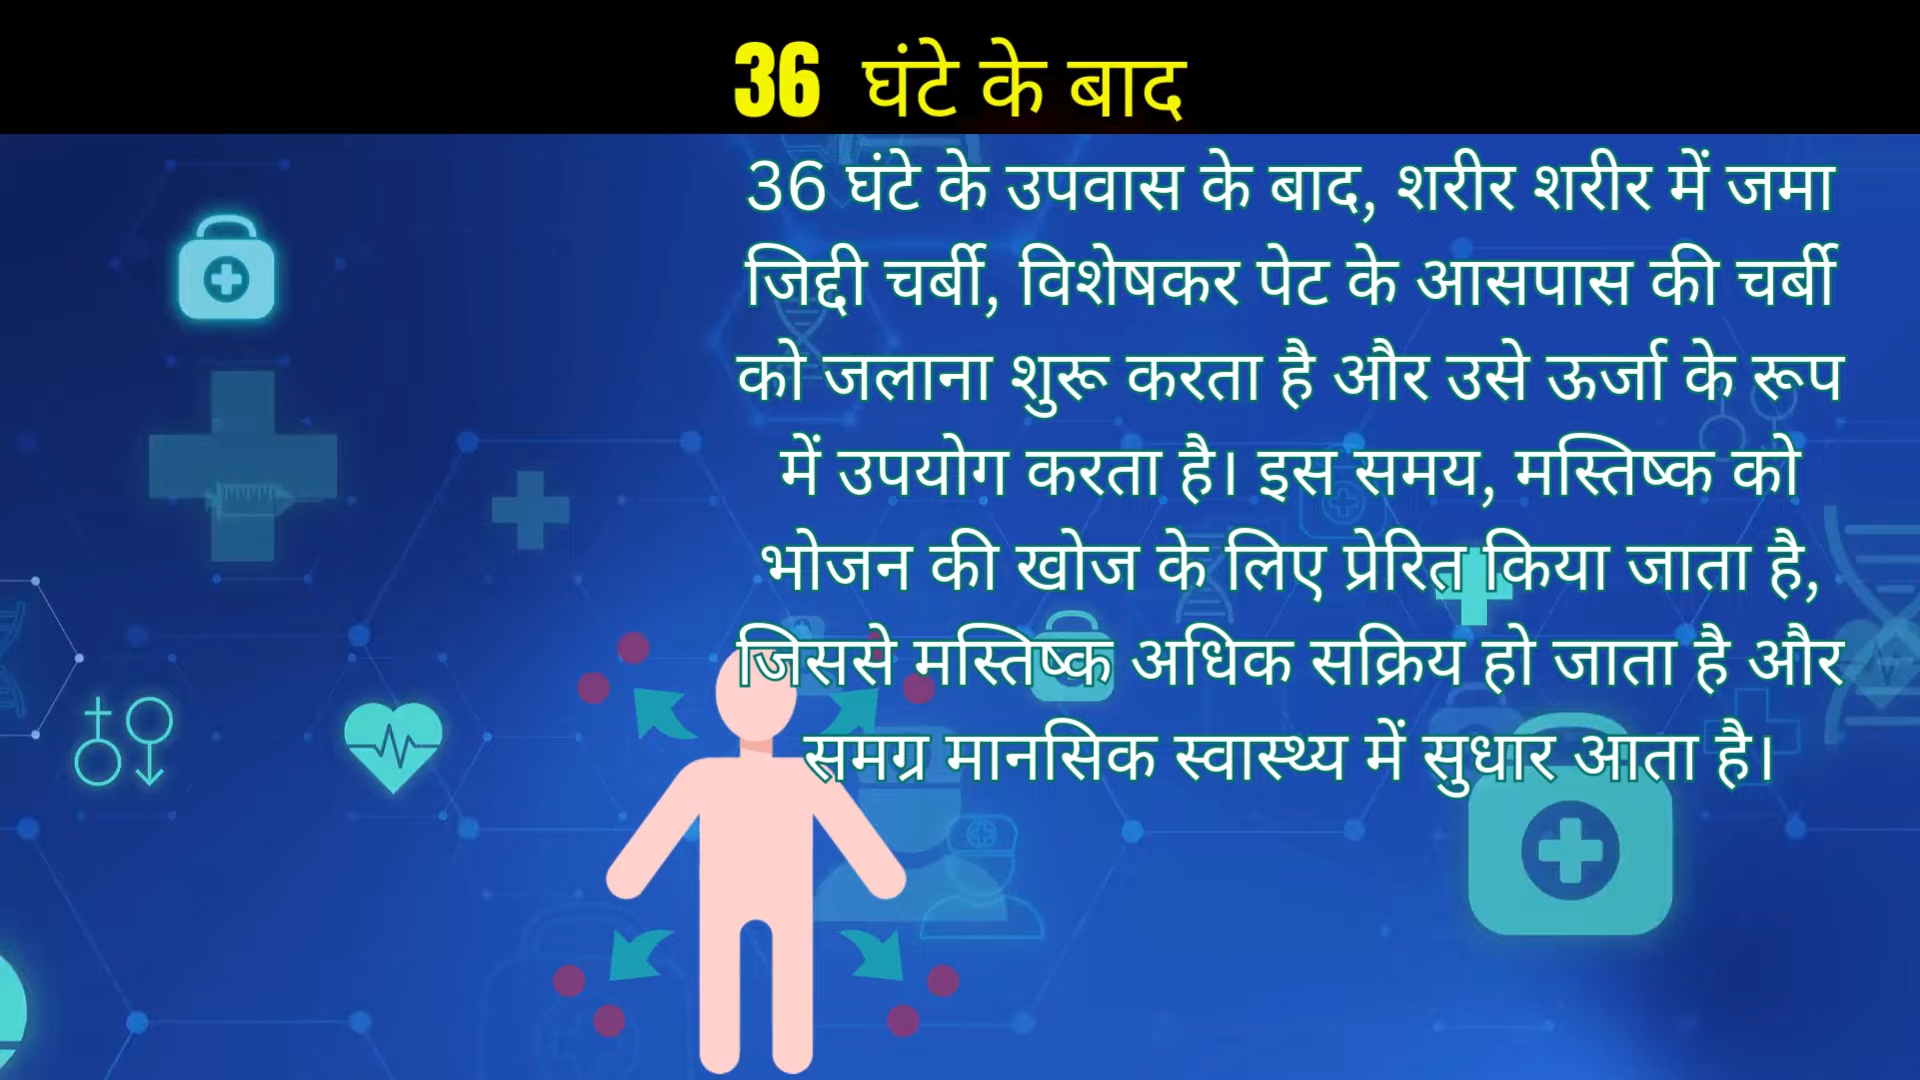 36 घंटे के बाद
36 घंटे के उपवास के बाद, शरीर शरीर में जमा
जिद्दी चर्बी, विशेषकर पेट के आसपास की चर्बी
को जलाना शुरू करता है और उसे ऊर्जा के रूप
में उपयोग करता है। इस समय, मस्तिष्क को
भोजन की खोज के लिए प्रेरित किया जाता है,
जिससे मस्तिष्क अधिक सक्रिय हो जाता है और
समग्र मानसिक स्वास्थ्य में सुधार आता है।